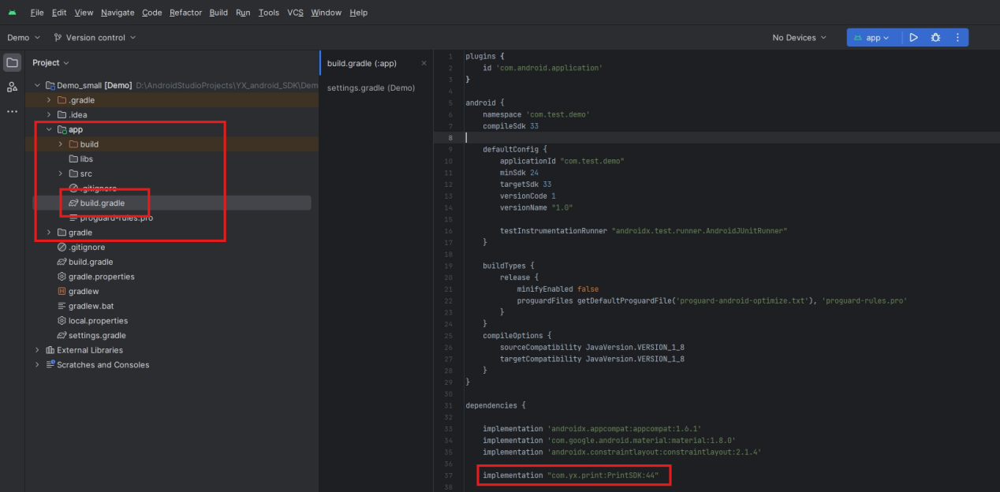 File Edit View Navigate Code Refactor Build Run Tools VCS Window Help
Demo Version control No Devices app
Project
Demo_small [Demo] D:\AndroidStudioProjects\YX_android_SDK\Dem
.gradle
.idea
app
build
libs
src
.gitignore
build.gradle
proguard-rules.pro
gradle
.gitignore
build.gradle
gradle.properties
gradlew
gradlew.bat
local.properties
settings.gradle
External Libraries
Scratches and Consoles
build.gradle (:app)
settings.gradle (Demo)
1 plugins {
2 id 'com.android.application'
3 }
4
5 android {
6 namespace 'com.test.demo'
7 compileSdk 33
8
9 defaultConfig {
10 applicationId "com.test.demo"
11 minSdk 24
12 targetSdk 33
13 versionCode 1
14 versionName "1.0"
15
16 testInstrumentationRunner "androidx.test.runner.AndroidJUnitRunner"
17 }
18
19 buildTypes {
20 release {
21 minifyEnabled false
22 proguardFiles getDefaultProguardFile('proguard-android-optimize.txt'), 'proguard-rules.pro'
23 }
24 }
25 compileOptions {
26 sourceCompatibility JavaVersion.VERSION_1_8
27 targetCompatibility JavaVersion.VERSION_1_8
28 }
29 }
30
31 dependencies {
32
33 implementation 'androidx.appcompat:appcompat:1.6.1'
34 implementation 'com.google.android.material:material:1.8.0'
35 implementation 'androidx.constraintlayout:constraintlayout:2.1.4'
36
37 implementation "com.yx.print:PrintSDK:44"
38